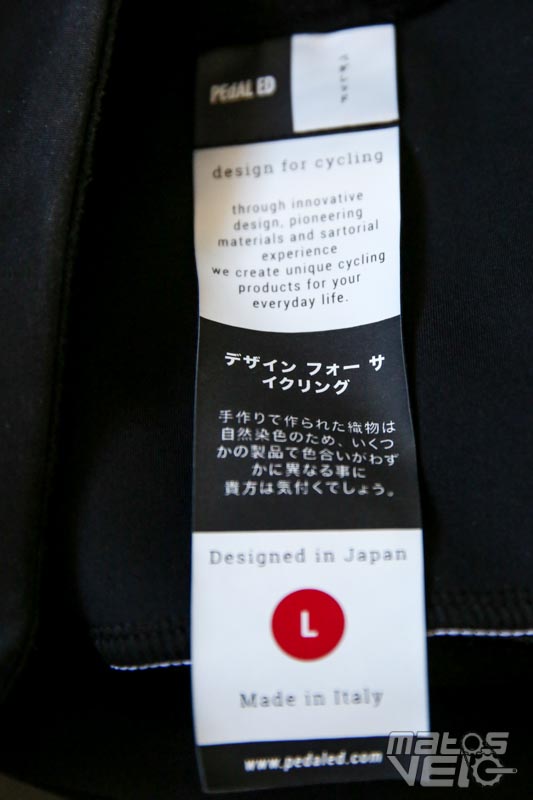 PEdAL ED
design for cycling
through innovative
design, pioneering
materials and sartorial
experience
we create unique cycling
products for your
everyday life.
デザイン フォー サ
イクリング
手作りで作られた織物は
自然染色のため、いくつ
かの製品で色合いがわず
かに異なる事に
貴方は気付くでしょう。
Designed in Japan
L
Made in Italy
www.pedaled.com
matos
VELO